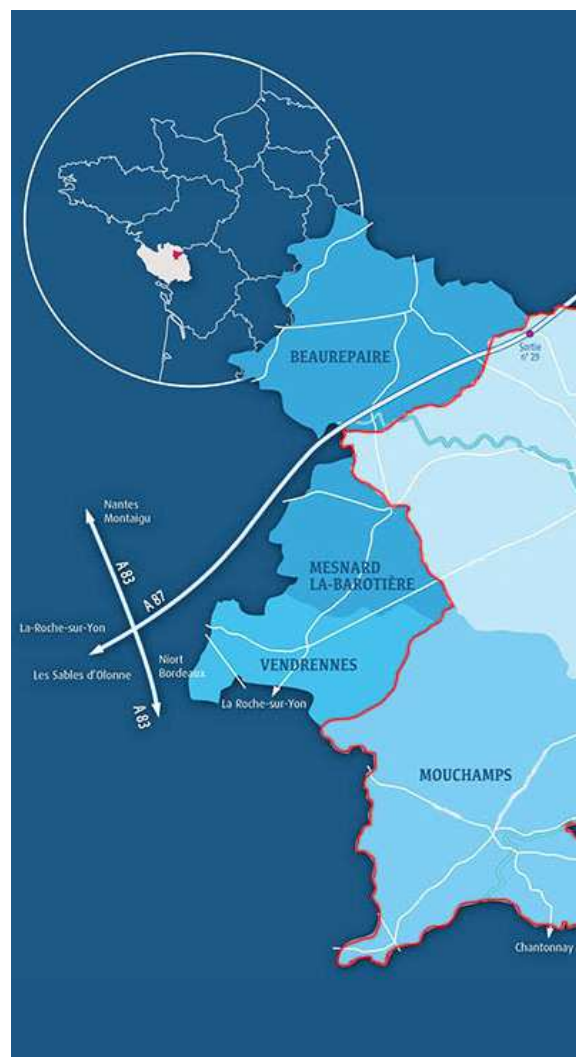 BEAUREPAIRE
Sortie
n° 29
Nantes
Montaigu
A 83
A 87
La-Roche-sur-Yon
Les Sables d'Olonne
Niort
Bordeaux
A 83
MESNARD
LA-BAROTIÈRE
VENDRENNES
La Roche-sur-Yon
MOUCHAMPS
Chantonnay